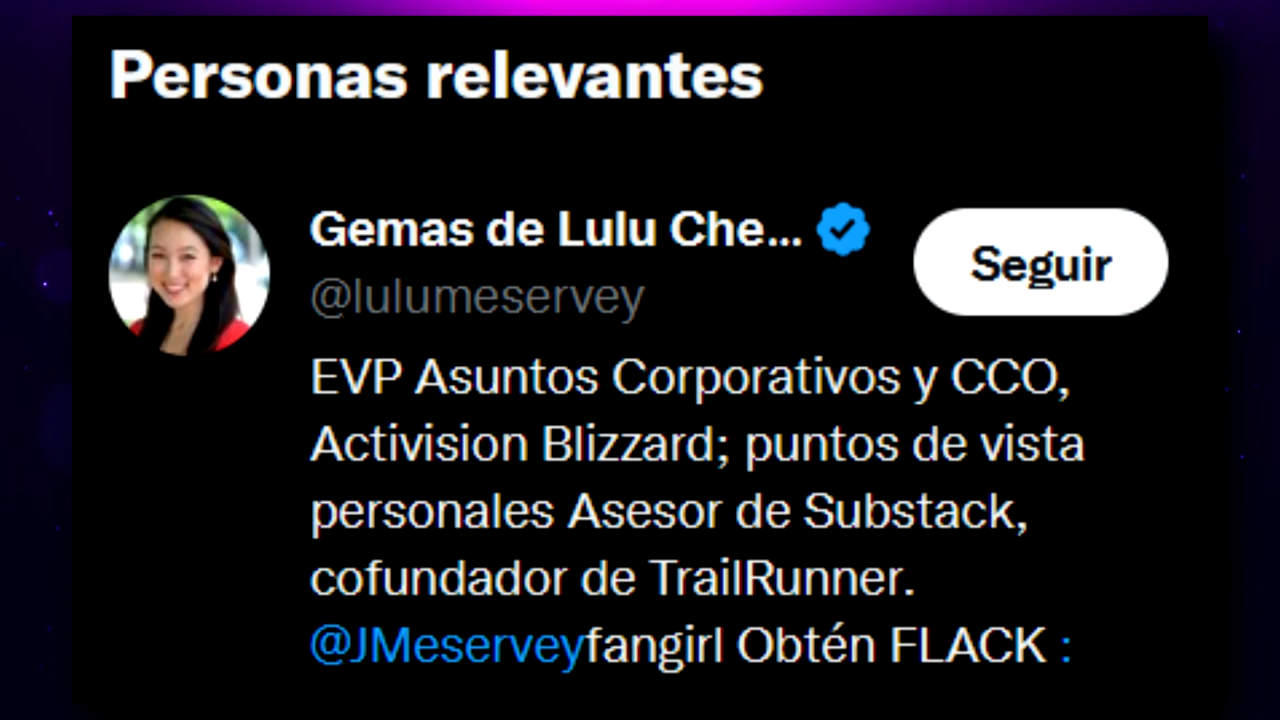 Personas relevantes
Gemas de Lulu Che...
Seguir
@lulumeservey
EVP Asuntos Corporativos y CCO,
Activision Blizzard; puntos de vista
personales Asesor de Substack,
cofundador de TrailRunner.
@JMeserveyfangirl Obtén FLACK :